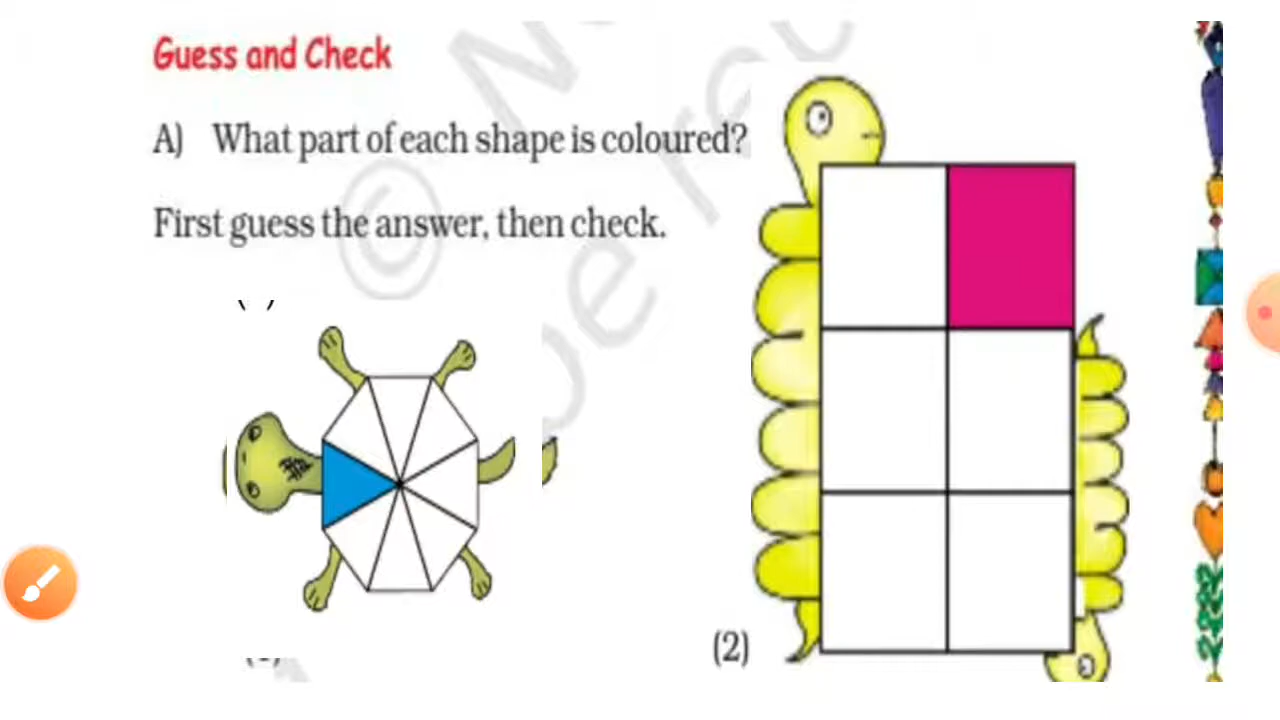 Guess and Check
A) What part of each shape is coloured?
First guess the answer, then check.
(2)